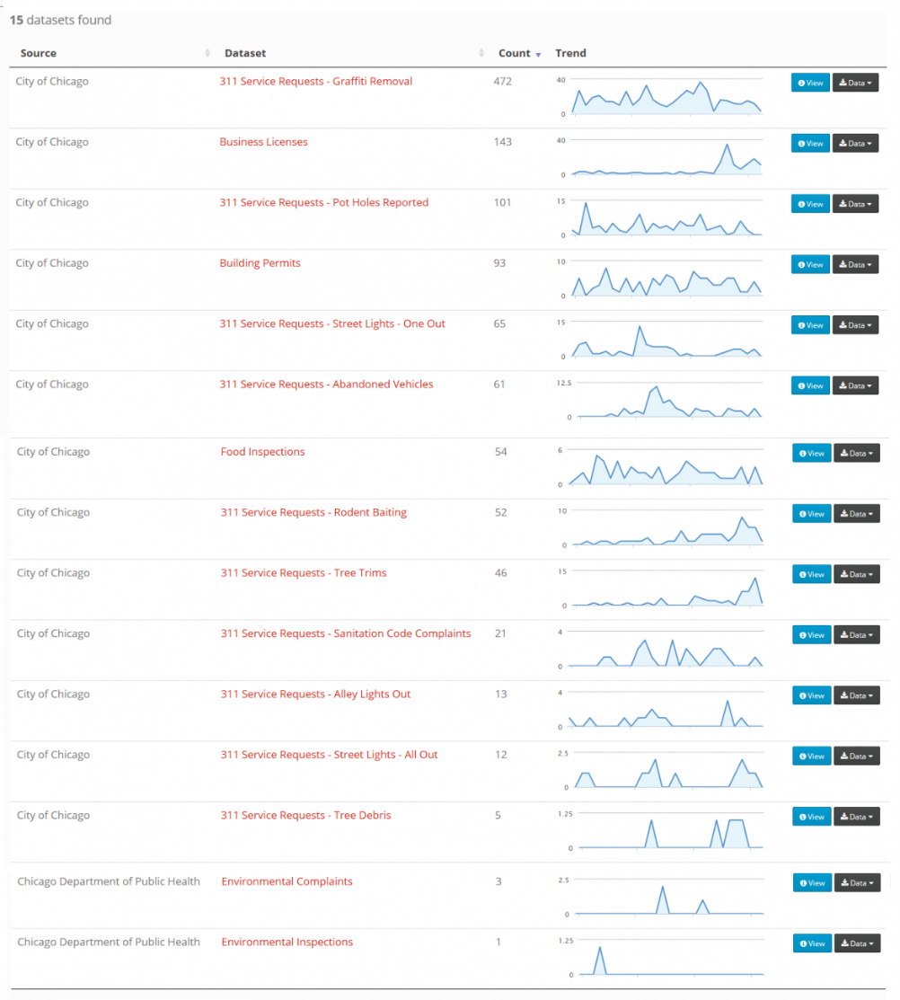 15 datasets found
Source Dataset Count Trend
City of Chicago 311 Service Requests - Graffiti Removal 472 40 0 View Data
City of Chicago Business Licenses 143 40 0 View Data
City of Chicago 311 Service Requests - Pot Holes Reported 101 15 0 View Data
City of Chicago Building Permits 93 10 0 View Data
City of Chicago 311 Service Requests - Street Lights - One Out 65 15 0 View Data
City of Chicago 311 Service Requests - Abandoned Vehicles 61 12.5 0 View Data
City of Chicago Food Inspections 54 6 0 View Data
City of Chicago 311 Service Requests - Rodent Baiting 52 10 0 View Data
City of Chicago 311 Service Requests - Tree Trims 46 15 0 View Data
City of Chicago 311 Service Requests - Sanitation Code Complaints 21 4 0 View Data
City of Chicago 311 Service Requests - Alley Lights Out 13 4 0 View Data
City of Chicago 311 Service Requests - Street Lights - All Out 12 2.5 0 View Data
City of Chicago 311 Service Requests - Tree Debris 5 1.25 0 View Data
Chicago Department of Public Health Environmental Complaints 3 2.5 0 View Data
Chicago Department of Public Health Environmental Inspections 1 1.25 0 View Data